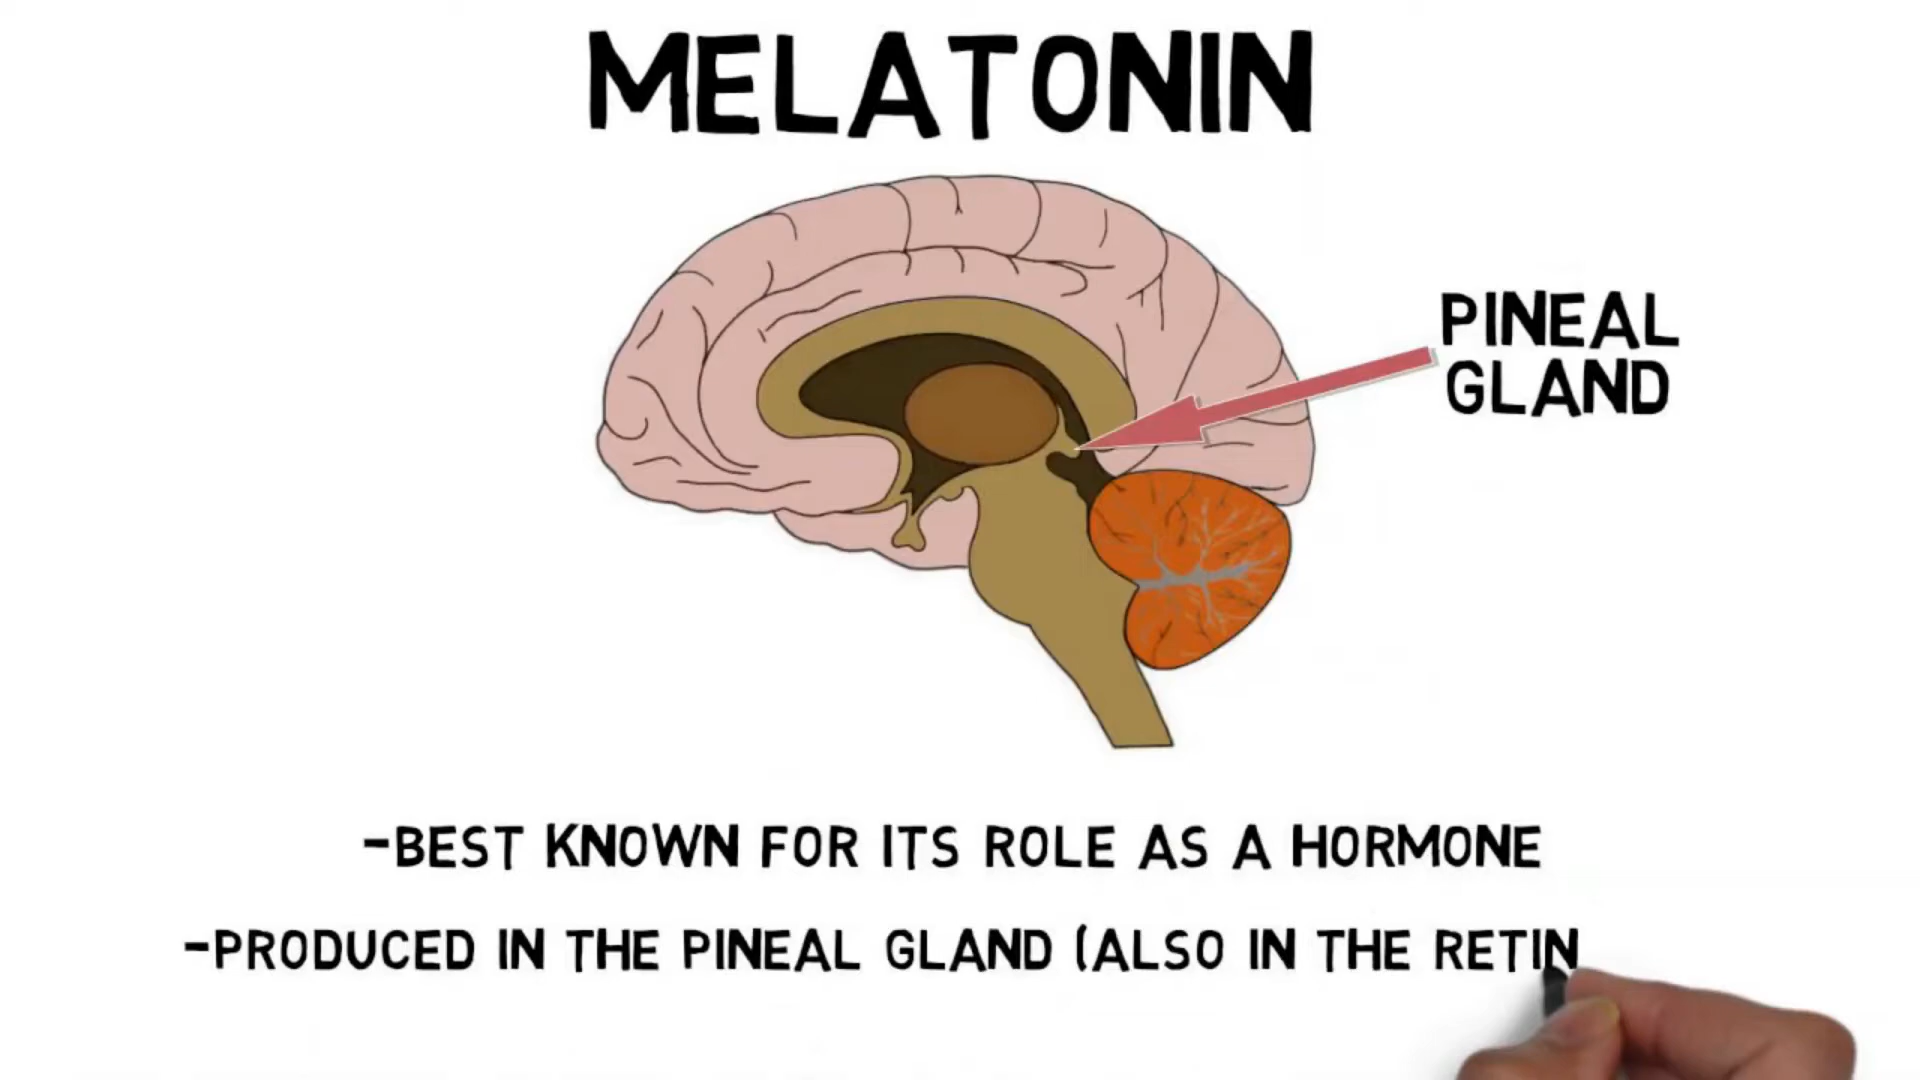 MELATONIN
PINEAL
GLAND
-BEST KNOWN FOR ITS ROLE AS A HORMONE
-PRODUCED IN THE PINEAL GLAND (ALSO IN THE RETIN